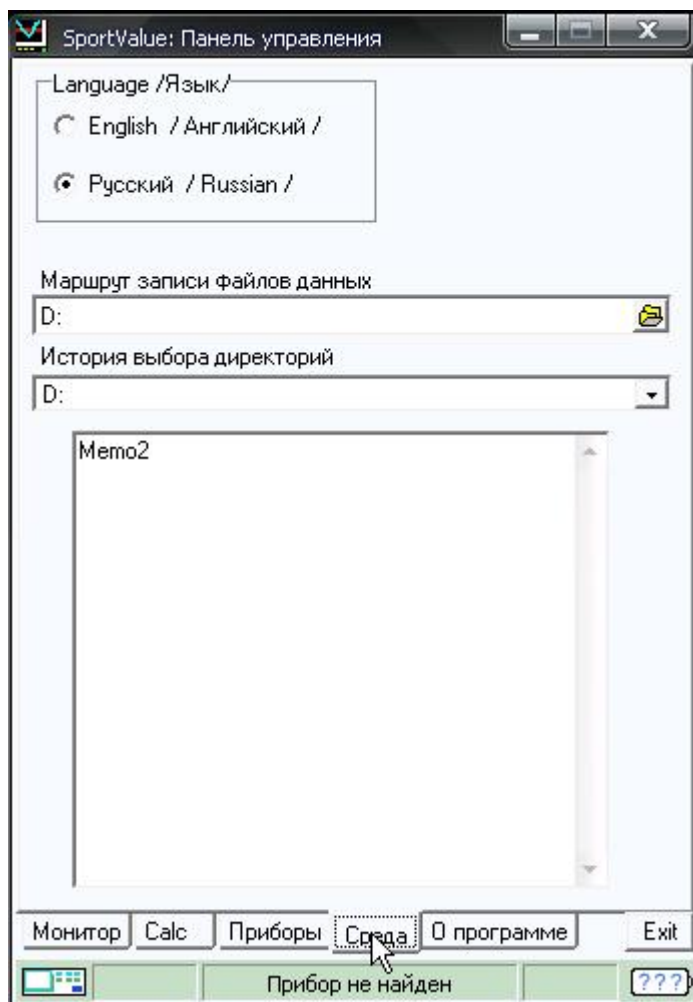 SportValue: Панель управления
Language /Язык/
English / Английский /
Русский / Russian /
Маршрут записи файлов данных
D:
История выбора директорий
D:
Memo2
Монитор Calc Приборы Среда О программе Exit
Прибор не найден ???